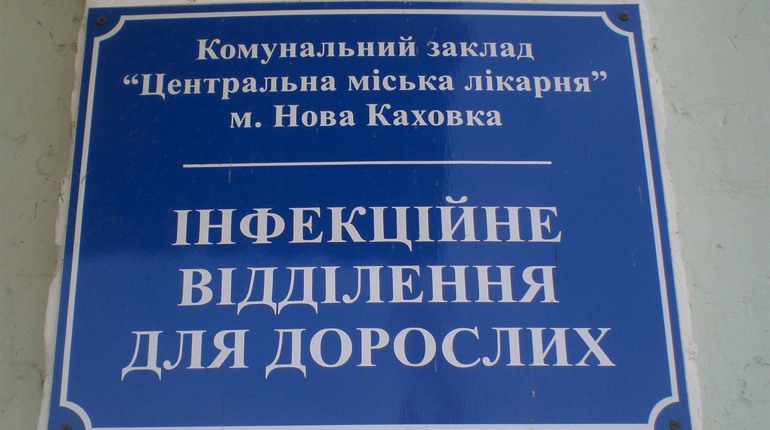 Комунальний заклад
“Центральна міська лікарня”
м. Нова Каховка
ІНФЕКЦІЙНЕ
ВІДДІЛЕННЯ
ДЛЯ ДОРОСЛИХ